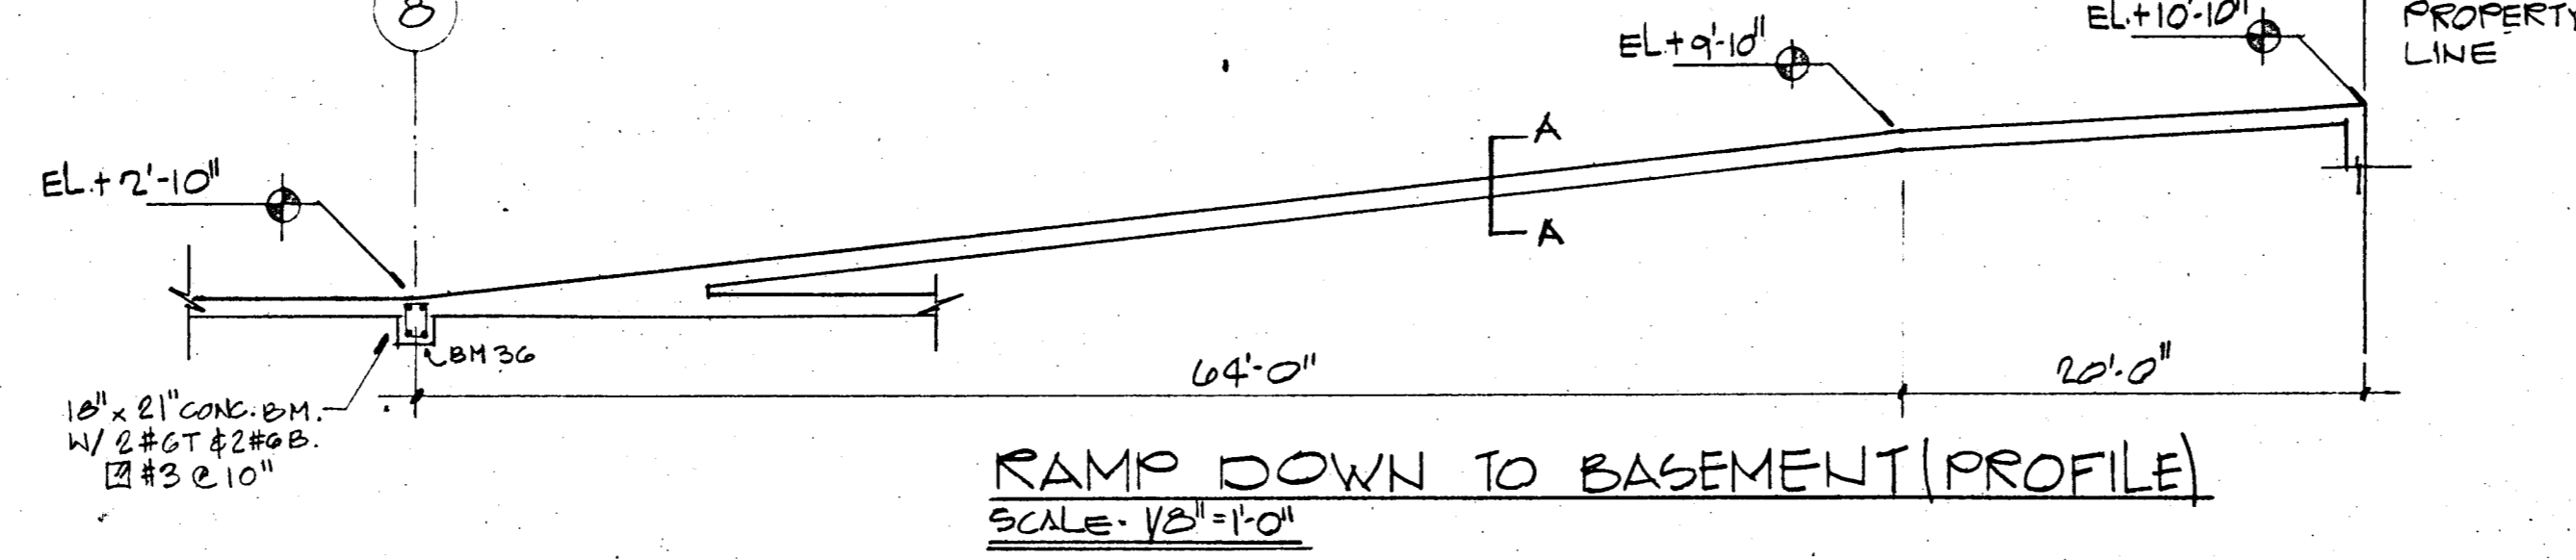 8
EL.+10'-10"
PROPERTY
LINE
EL.+9'-10"
A
A
EL.+2'-10"
BM 36
64'-0"
20'-0"
18" x 21" CONC. BM.
W/ 2#6T & 2#6B.
#3 @ 10"
RAMP DOWN TO BASEMENT (PROFILE)
SCALE- 1/8"=1'-0"